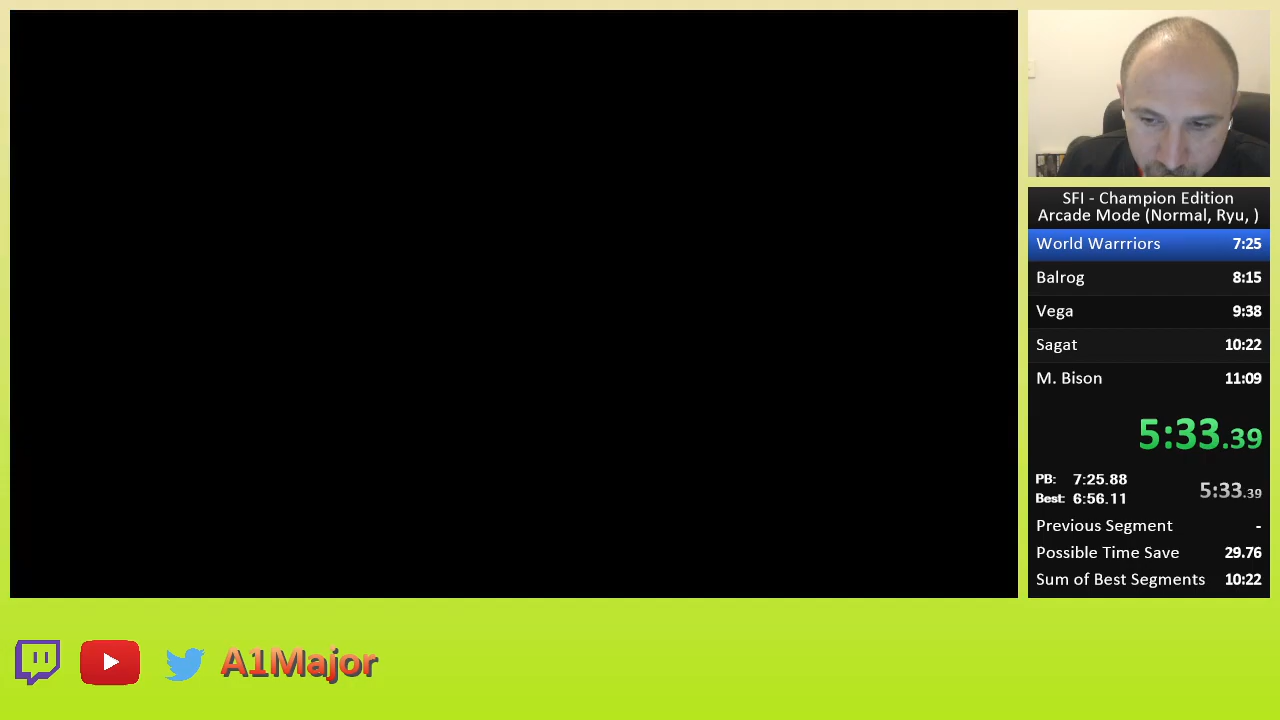 SFI - Champion Edition
Arcade Mode (Normal, Ryu, )
World Warrriors 7:25
Balrog 8:15
Vega 9:38
Sagat 10:22
M. Bison 11:09
5:33.39
PB: 7:25.88
Best: 6:56.11
5:33.39
Previous Segment -
Possible Time Save 29.76
Sum of Best Segments 10:22
A1Major